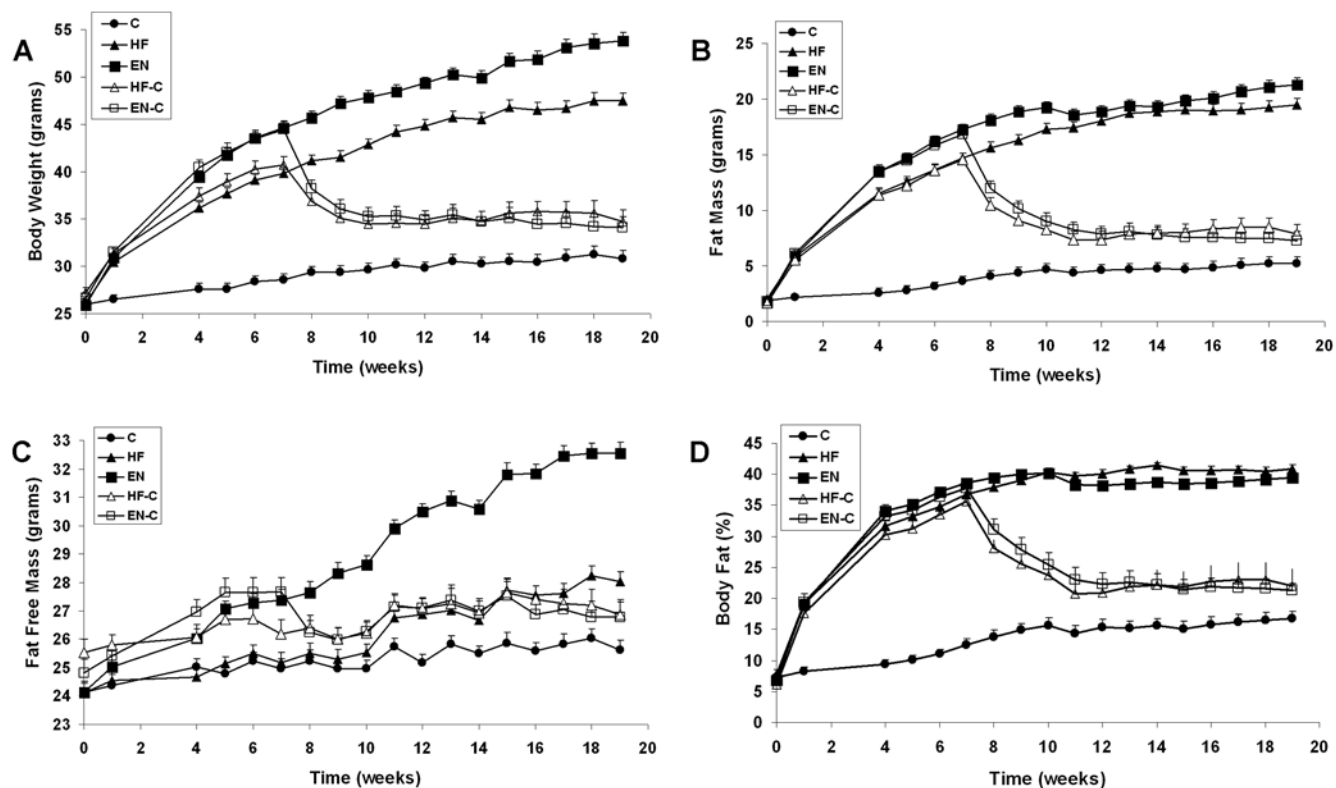 A
C
HF
EN
HF-C
EN-C
Body Weight (grams)
55
50
45
40
35
30
25
0 2 4 6 8 10 12 14 16 18 20
Time (weeks)
B
C
HF
EN
HF-C
EN-C
Fat Mass (grams)
25
20
15
10
5
0
0 2 4 6 8 10 12 14 16 18 20
Time (weeks)
C
C
HF
EN
HF-C
EN-C
Fat Free Mass (grams)
33
32
31
30
29
28
27
26
25
24
23
0 2 4 6 8 10 12 14 16 18 20
Time (weeks)
D
C
HF
EN
HF-C
EN-C
Body Fat (%)
45
40
35
30
25
20
15
10
5
0
0 2 4 6 8 10 12 14 16 18 20
Time (weeks)